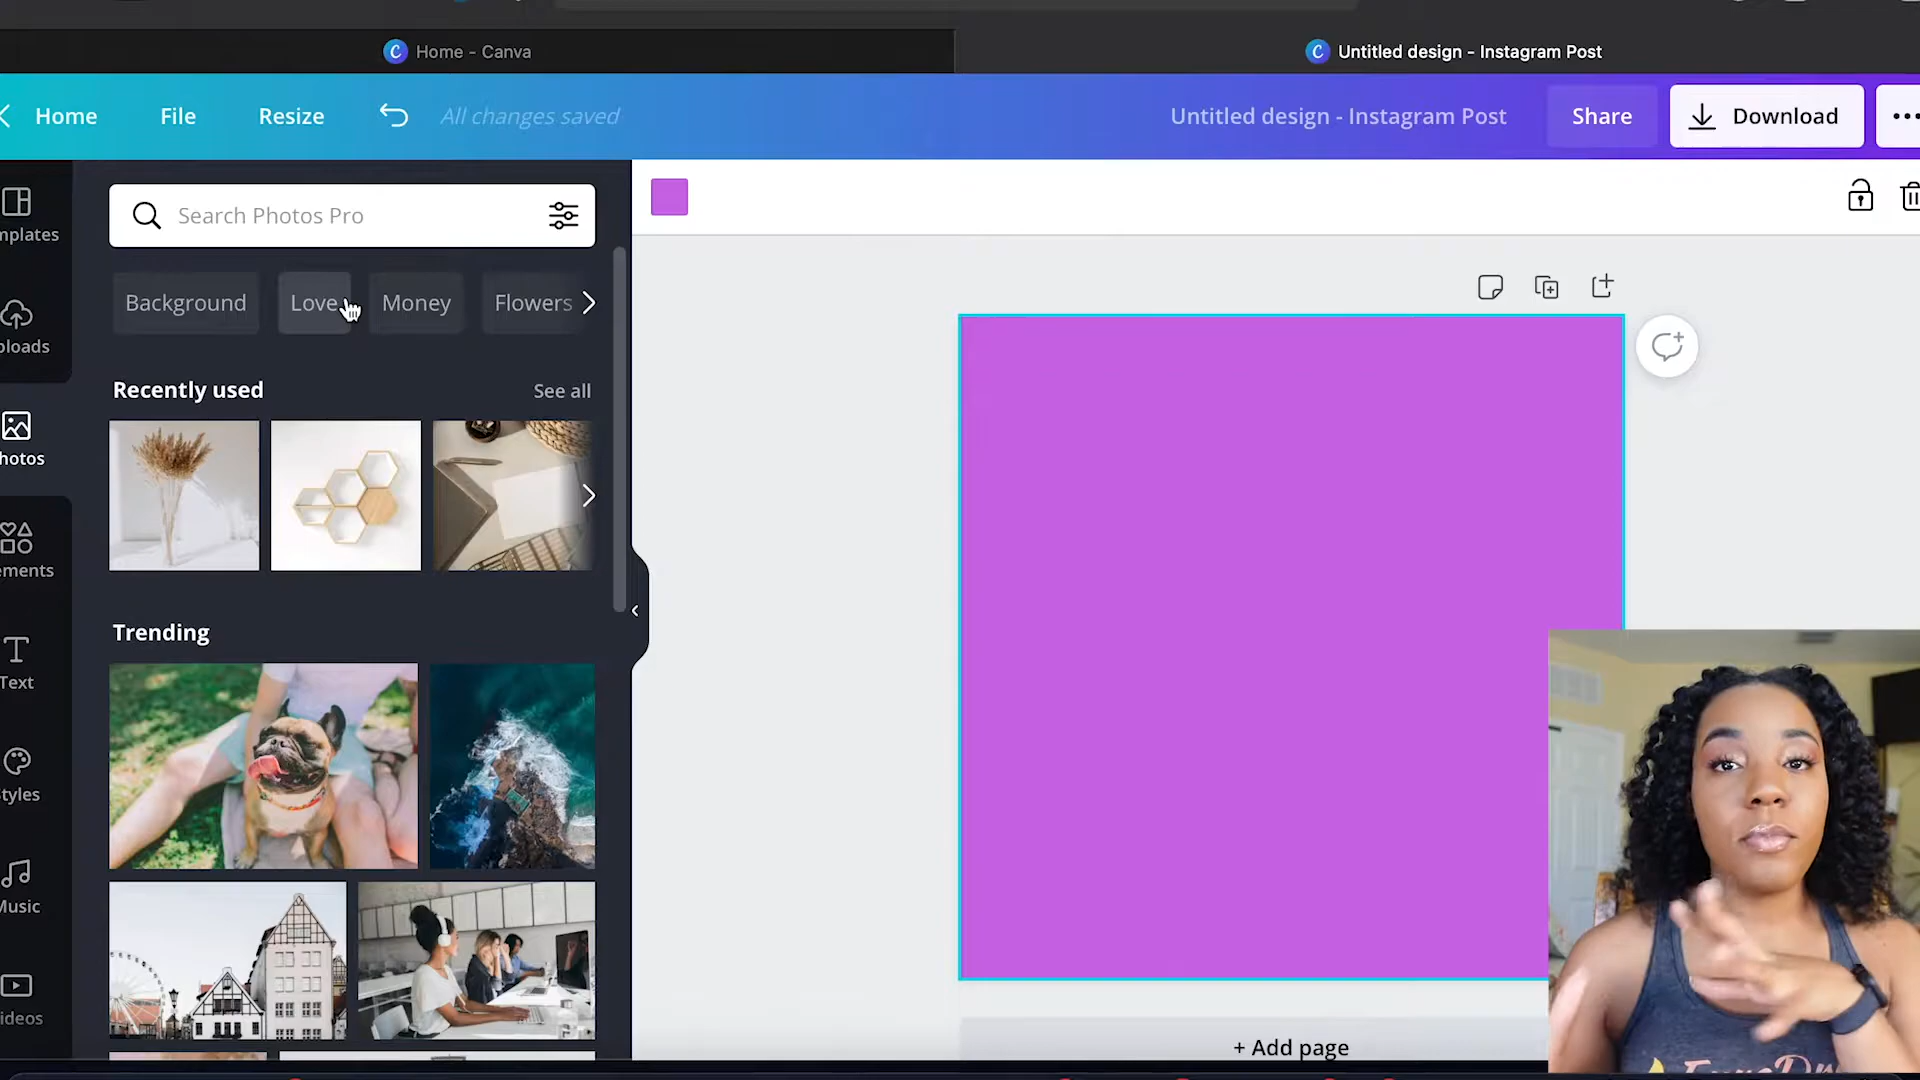 Home - Canva
Untitled design - Instagram Post
Home
File
Resize
All changes saved
Untitled design - Instagram Post
Share
Download
mplates
ploads
hotos
ements
Text
tyles
Music
ideos
Search Photos Pro
Background
Love
Money
Flowers
Recently used
See all
Trending
+ Add page